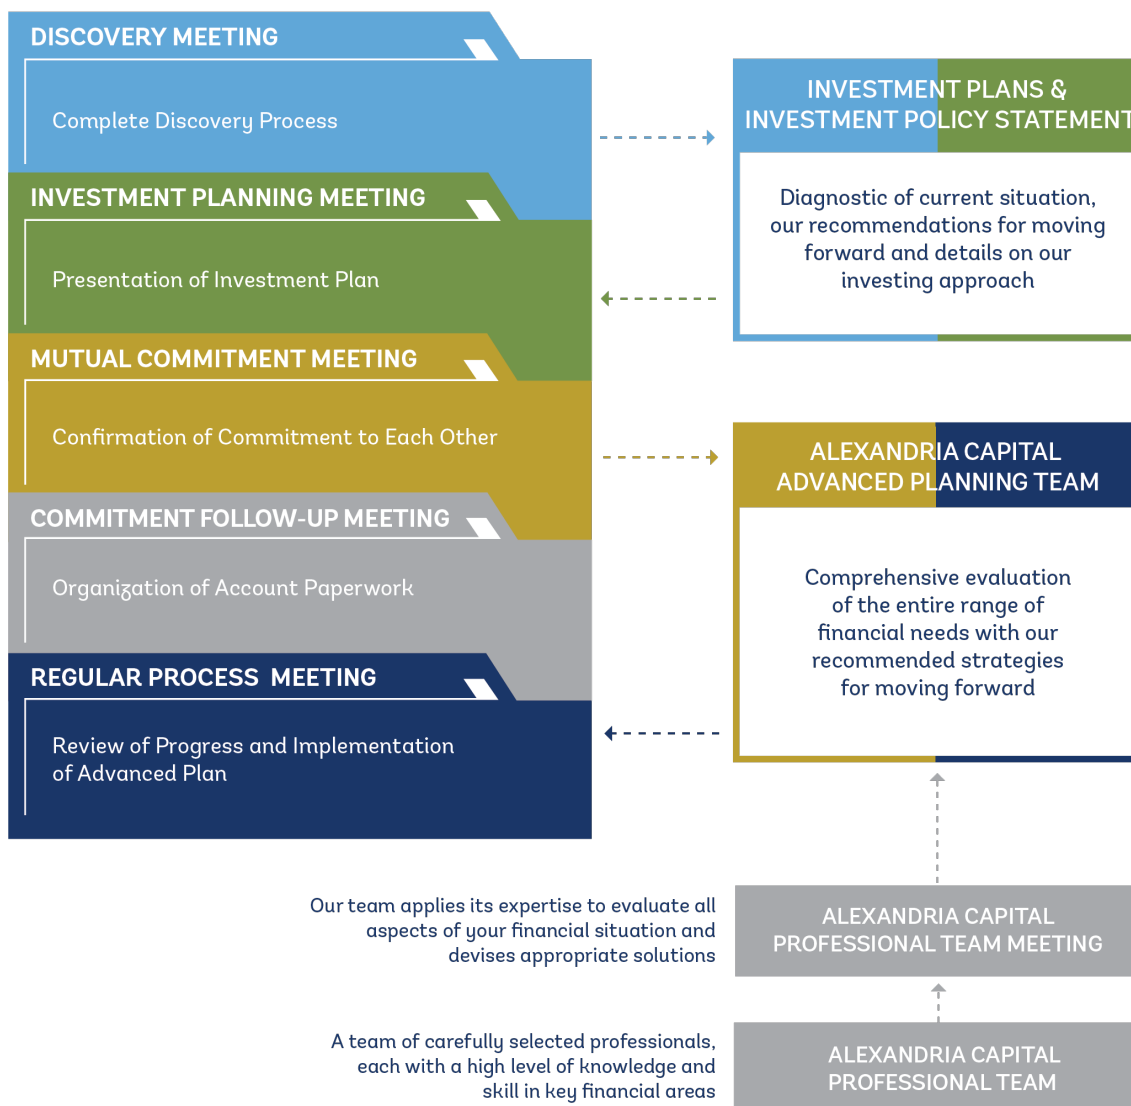 DISCOVERY MEETING
Complete Discovery Process
INVESTMENT PLANNING MEETING
Presentation of Investment Plan
MUTUAL COMMITMENT MEETING
Confirmation of Commitment to Each Other
COMMITMENT FOLLOW-UP MEETING
Organization of Account Paperwork
REGULAR PROCESS MEETING
Review of Progress and Implementation
of Advanced Plan
INVESTMENT PLANS &
INVESTMENT POLICY STATEMENT
Diagnostic of current situation,
our recommendations for moving
forward and details on our
investing approach
ALEXANDRIA CAPITAL
ADVANCED PLANNING TEAM
Comprehensive evaluation
of the entire range of
financial needs with our
recommended strategies
for moving forward
Our team applies its expertise to evaluate all
aspects of your financial situation and
devises appropriate solutions
ALEXANDRIA CAPITAL
PROFESSIONAL TEAM MEETING
A team of carefully selected professionals,
each with a high level of knowledge and
skill in key financial areas
ALEXANDRIA CAPITAL
PROFESSIONAL TEAM